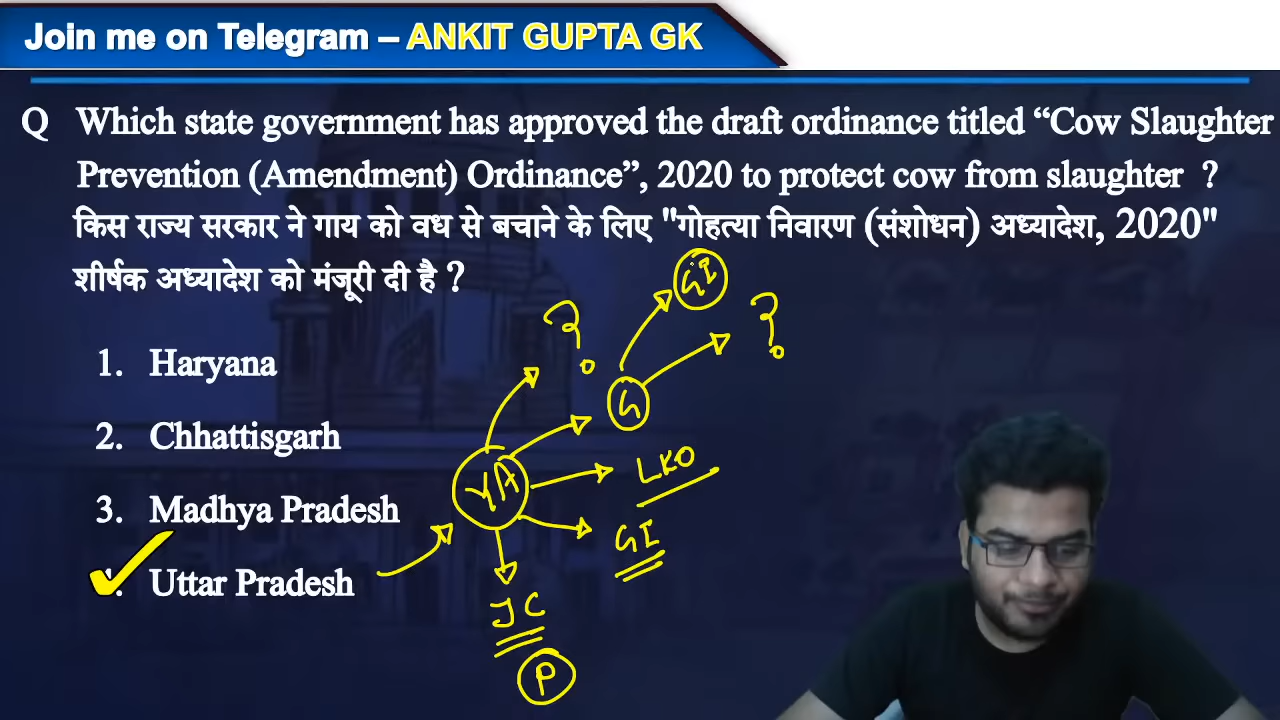 Join me on Telegram – ANKIT GUPTA GK
Q Which state government has approved the draft ordinance titled “Cow Slaughter
Prevention (Amendment) Ordinance”, 2020 to protect cow from slaughter ?
किस राज्य सरकार ने गाय को वध से बचाने के लिए "गोहत्या निवारण (संशोधन) अध्यादेश, 2020"
शीर्षक अध्यादेश को मंजूरी दी है ?
GI
? ?
1. Haryana
G
2. Chhattisgarh
LKO
YA
3. Madhya Pradesh
GI
Uttar Pradesh
JC
P